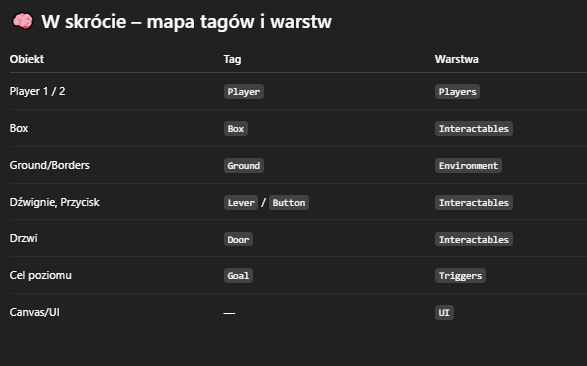 🧠 W skrócie – mapa tagów i warstw
Obiekt Tag Warstwa
Player 1 / 2 Player Players
Box Box Interactables
Ground/Borders Ground Environment
Dźwignie, Przycisk Lever / Button Interactables
Drzwi Door Interactables
Cel poziomu Goal Triggers
Canvas/UI — UI